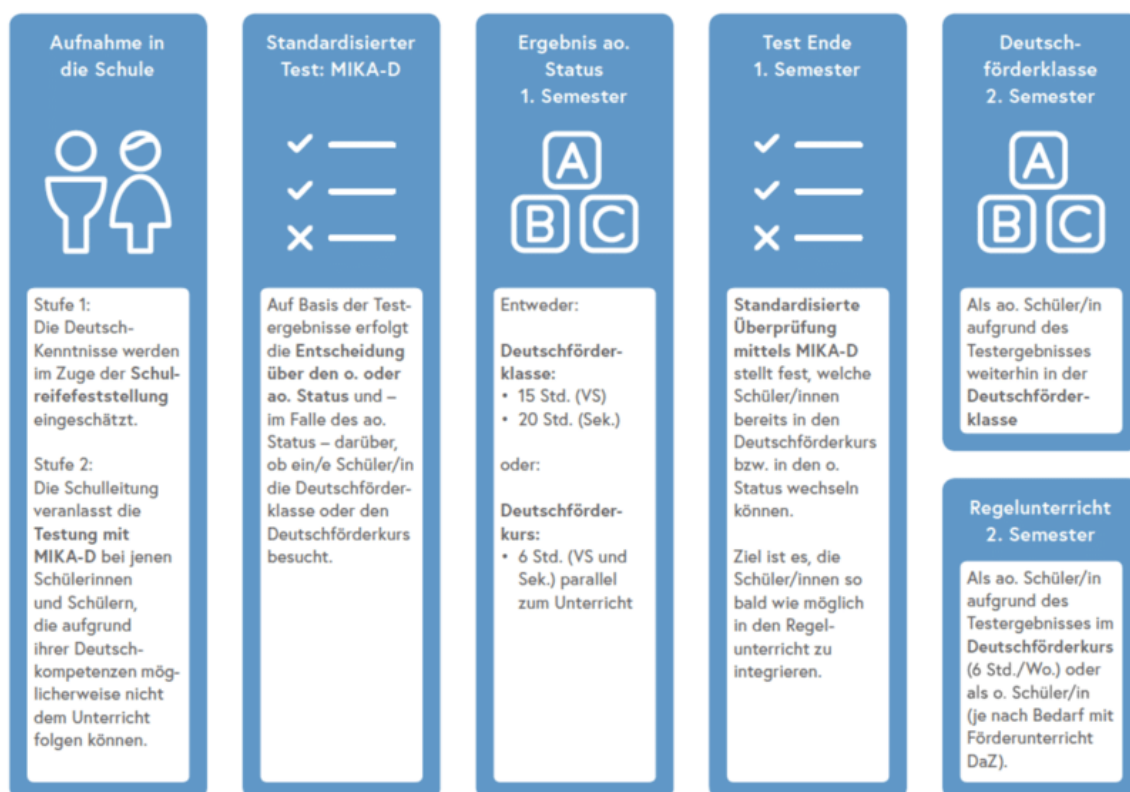 Aufnahme in
die Schule
Stufe 1:
Die Deutsch-
Kenntnisse werden
im Zuge der Schul-
reifefeststellung
eingeschätzt.
Stufe 2:
Die Schulleitung
veranlasst die
Testung mit
MIKA-D bei jenen
Schülerinnen
und Schülern,
die aufgrund
ihrer Deutsch-
kompetenzen mög-
licherweise nicht
dem Unterricht
folgen können.
Standardisierter
Test: MIKA-D
Auf Basis der Test-
ergebnisse erfolgt
die Entscheidung
über den o. oder
ao. Status und –
im Falle des ao.
Status – darüber,
ob ein/e Schüler/in
die Deutschförder-
klasse oder den
Deutschförderkurs
besucht.
Ergebnis ao.
Status
1. Semester
A
B C
Entweder:
Deutschförder-
klasse:
• 15 Std. (VS)
• 20 Std. (Sek.)
oder:
Deutschförder-
kurs:
• 6 Std. (VS und
Sek.) parallel
zum Unterricht
Test Ende
1. Semester
Standardisierte
Überprüfung
mittels MIKA-D
stellt fest, welche
Schüler/innen
bereits in den
Deutschförderkurs
bzw. in den o.
Status wechseln
können.
Ziel ist es, die
Schüler/innen so
bald wie möglich
in den Regel-
unterricht zu
integrieren.
Deutsch-
förderklasse
2. Semester
A
B C
Als ao. Schüler/in
aufgrund des
Testergebnisses
weiterhin in der
Deutschförder-
klasse
Regelunterricht
2. Semester
Als ao. Schüler/in
aufgrund des
Testergebnisses im
Deutschförderkurs
(6 Std./Wo.) oder
als o. Schüler/in
(je nach Bedarf mit
Förderunterricht
DaZ).